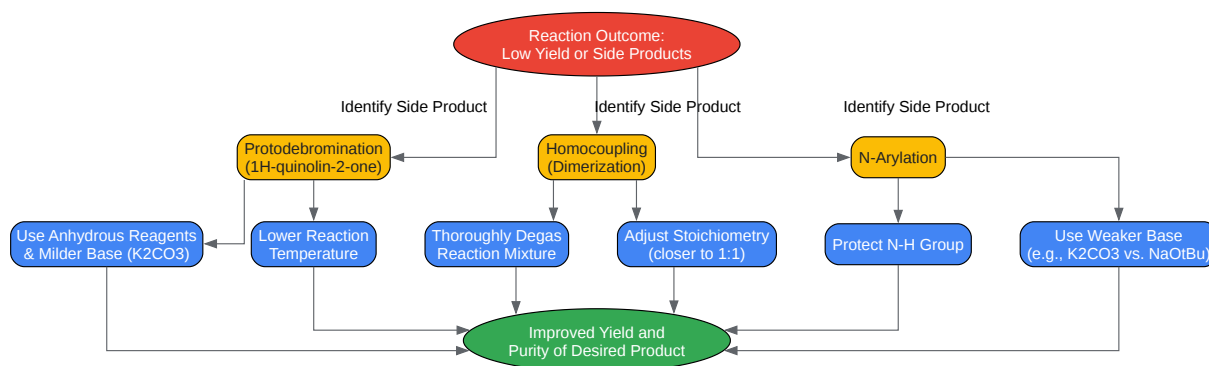 Reaction Outcome:
Low Yield or Side Products
Identify Side Product
Identify Side Product
Identify Side Product
Protodebromination
(1H-quinolin-2-one)
Homocoupling
(Dimerization)
N-Arylation
Use Anhydrous Reagents
& Milder Base (K2CO3)
Lower Reaction
Temperature
Thoroughly Degas
Reaction Mixture
Adjust Stoichiometry
(closer to 1:1)
Protect N-H Group
Use Weaker Base
(e.g., K2CO3 vs. NaOtBu)
Improved Yield and
Purity of Desired Product